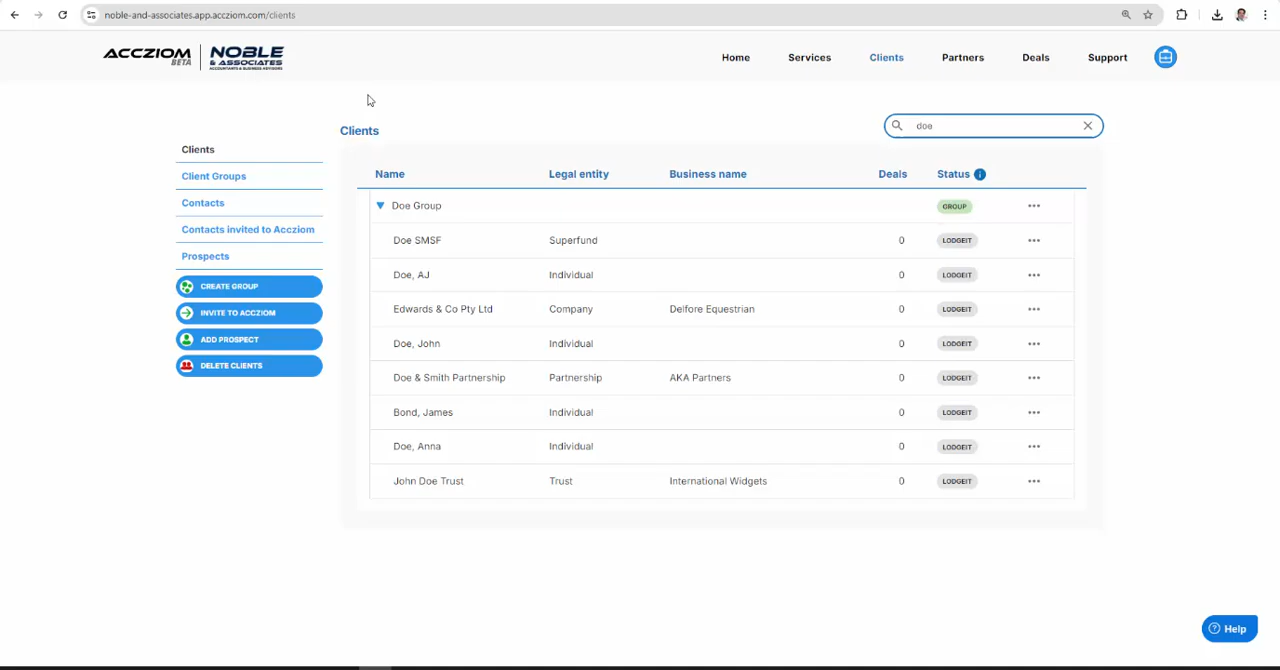 noble-and-associates.app.accziom.com/clients
ACCZIOM
BETA
NOBLE
& ASSOCIATES
ACCOUNTANTS & BUSINESS ADVISORS
Home Services Clients Partners Deals Support
Clients
doe
Clients
Client Groups
Contacts
Contacts invited to Accziom
Prospects
CREATE GROUP
INVITE TO ACCZIOM
ADD PROSPECT
DELETE CLIENTS
Name Legal entity Business name Deals Status
Doe Group GROUP
Doe SMSF Superfund 0 LODGEIT
Doe, AJ Individual 0 LODGEIT
Edwards & Co Pty Ltd Company Delfore Equestrian 0 LODGEIT
Doe, John Individual 0 LODGEIT
Doe & Smith Partnership Partnership AKA Partners 0 LODGEIT
Bond, James Individual 0 LODGEIT
Doe, Anna Individual 0 LODGEIT
John Doe Trust Trust International Widgets 0 LODGEIT
Help